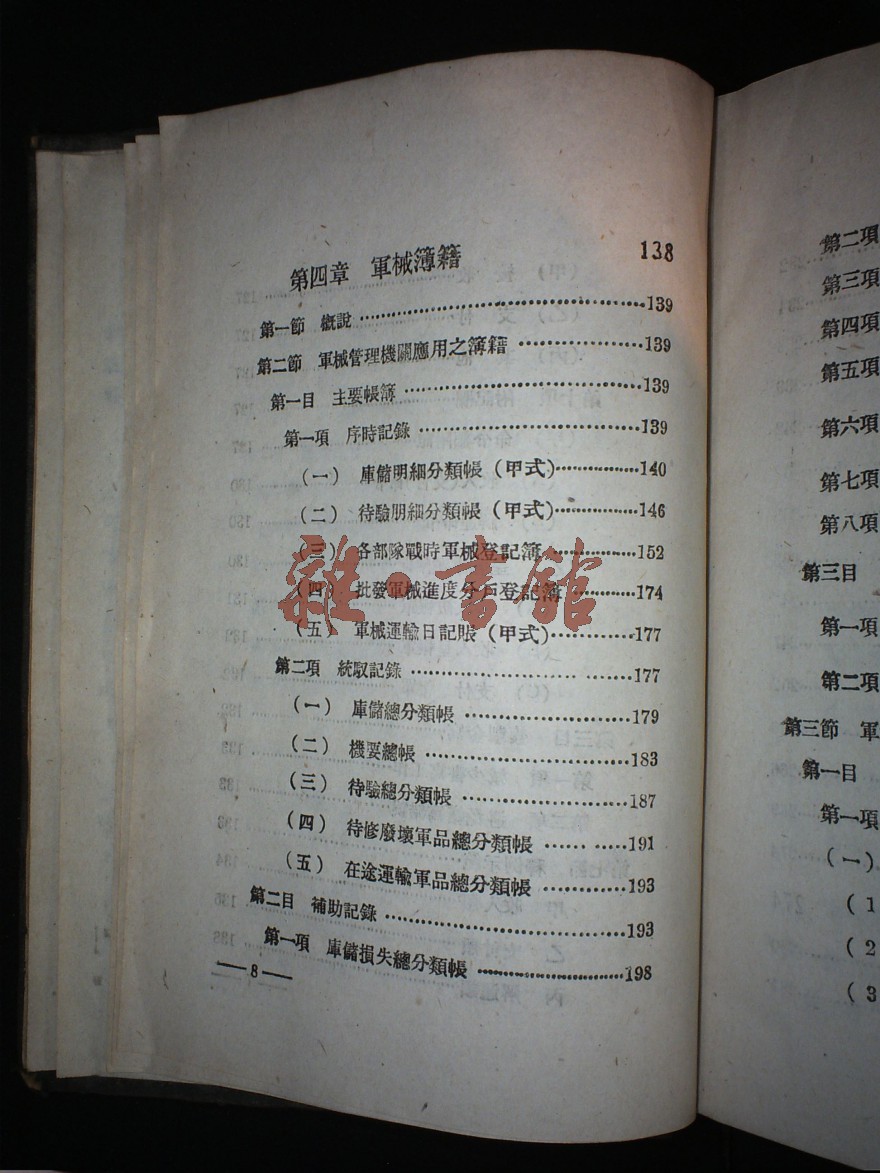 138
第四章 軍械簿籍
第一節 概說……139
第二節 軍械管理機關應用之簿籍……139
第一目 主要帳簿……139
第一項 序時記錄……139
(一) 庫儲明細分類帳(甲式)……140
(二) 待驗明細分類帳(甲式)……146
(三) 各部隊戰時軍械登記簿……152
(四) 批發軍械進度分戶登記簿……174
(五) 軍械運輸日記賬(甲式)……177
第二項 統馭記錄……177
(一) 庫儲總分類帳……179
(二) 機要總帳……183
(三) 待驗總分類帳……187
(四) 待修廢壞軍品總分類帳……191
(五) 在途運輸軍品總分類帳……193
第二目 補助記錄……193
第一項 庫儲損失總分類帳……198
—8—
雜·書館
第二項
第三項
第四項
第五項
第六項
第七項
第八項
第三目
第一項
第二項
第三節 軍
第一目
第一項
(一)
(1
(2
(3